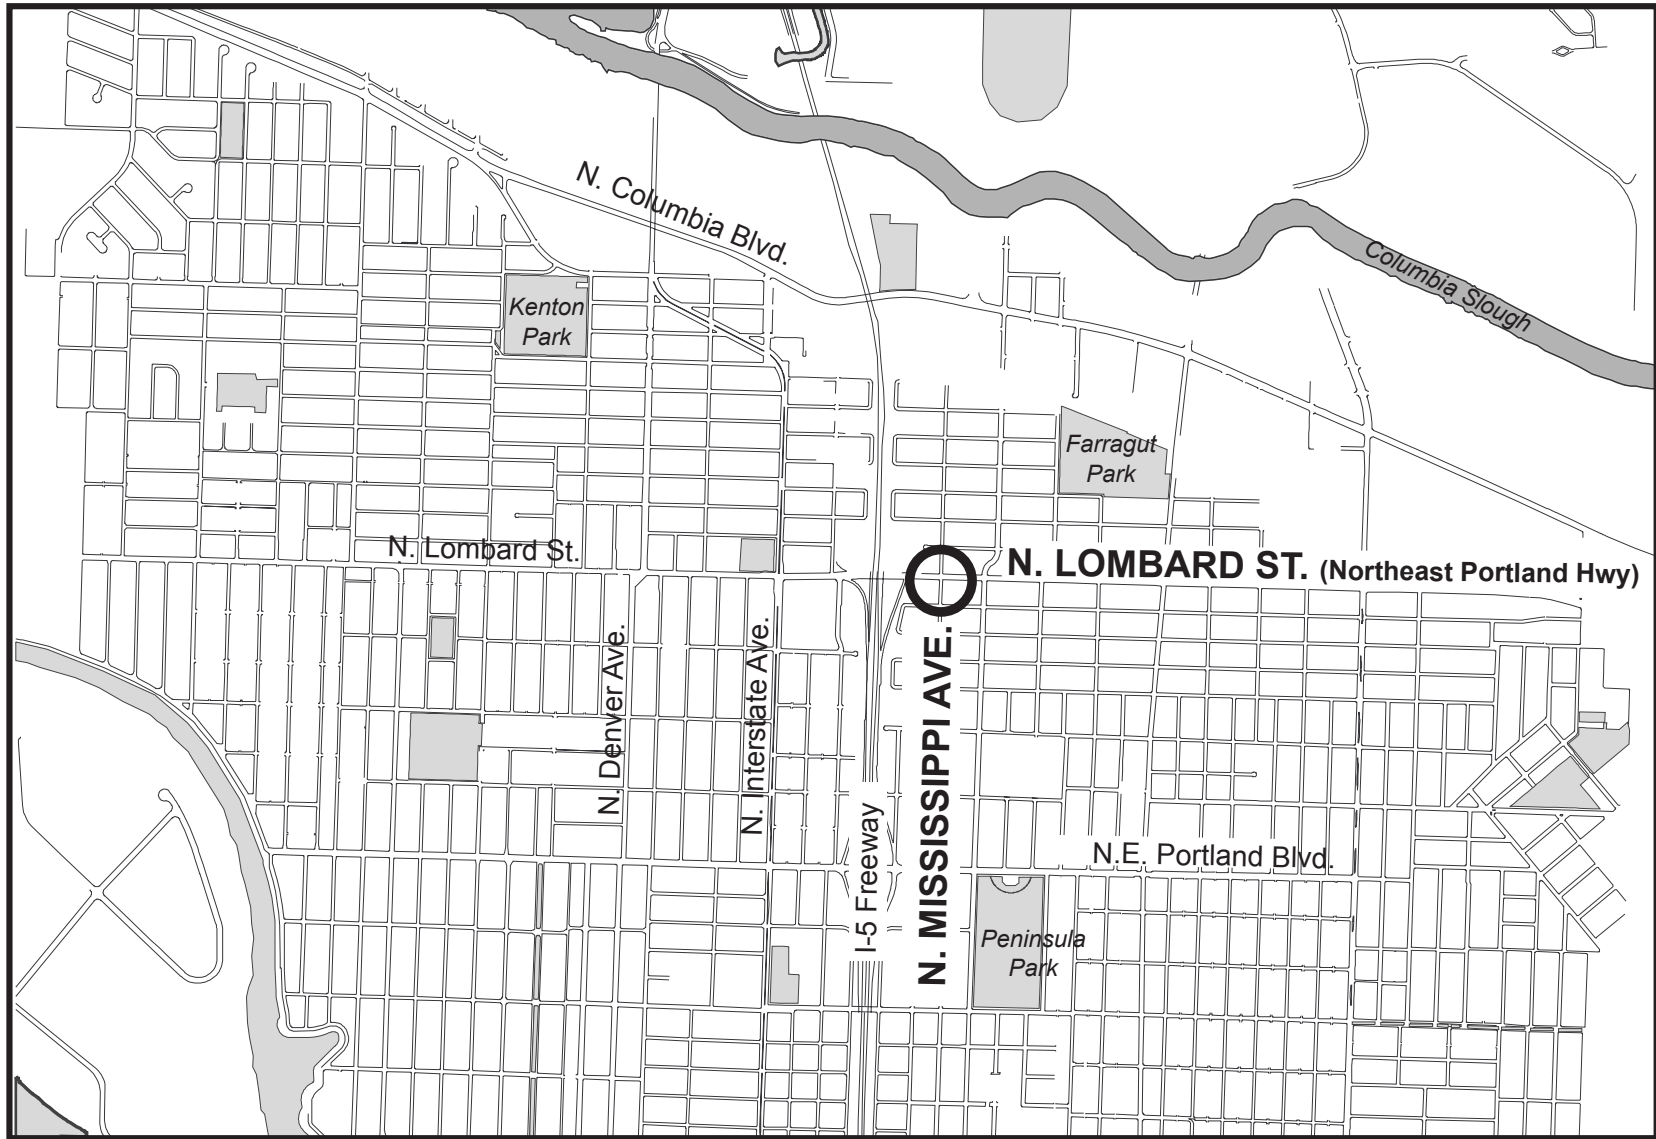 N. Columbia Blvd.
Columbia Slough
Kenton
Park
Farragut
Park
N. Lombard St.
N. LOMBARD ST. (Northeast Portland Hwy)
N. Denver Ave.
N. Interstate Ave.
I-5 Freeway
N. MISSISSIPPI AVE.
N.E. Portland Blvd.
Peninsula
Park